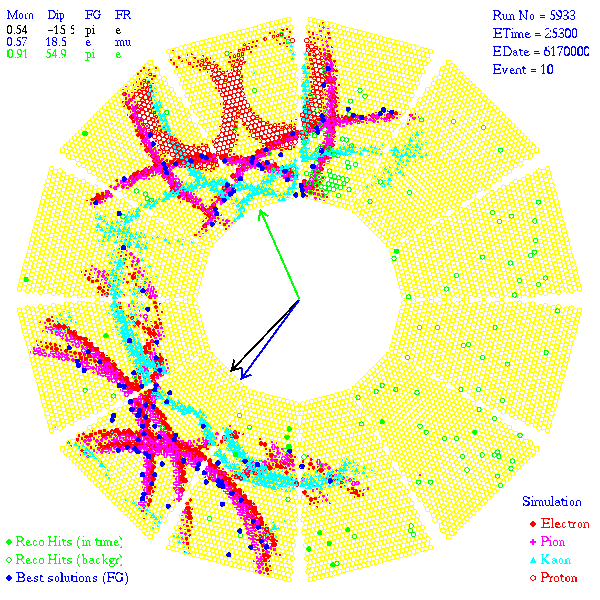 Mom Dip FG FR
0.54 −15.5 pi e
0.57 18.5 e mu
0.91 54.9 pi e
Run No = 5933
ETime = 25300
EDate = 6170000
Event = 10
Simulation
Electron
Pion
Kaon
Proton
Reco Hits (in time)
Reco Hits (backgr)
Best solutions (FG)